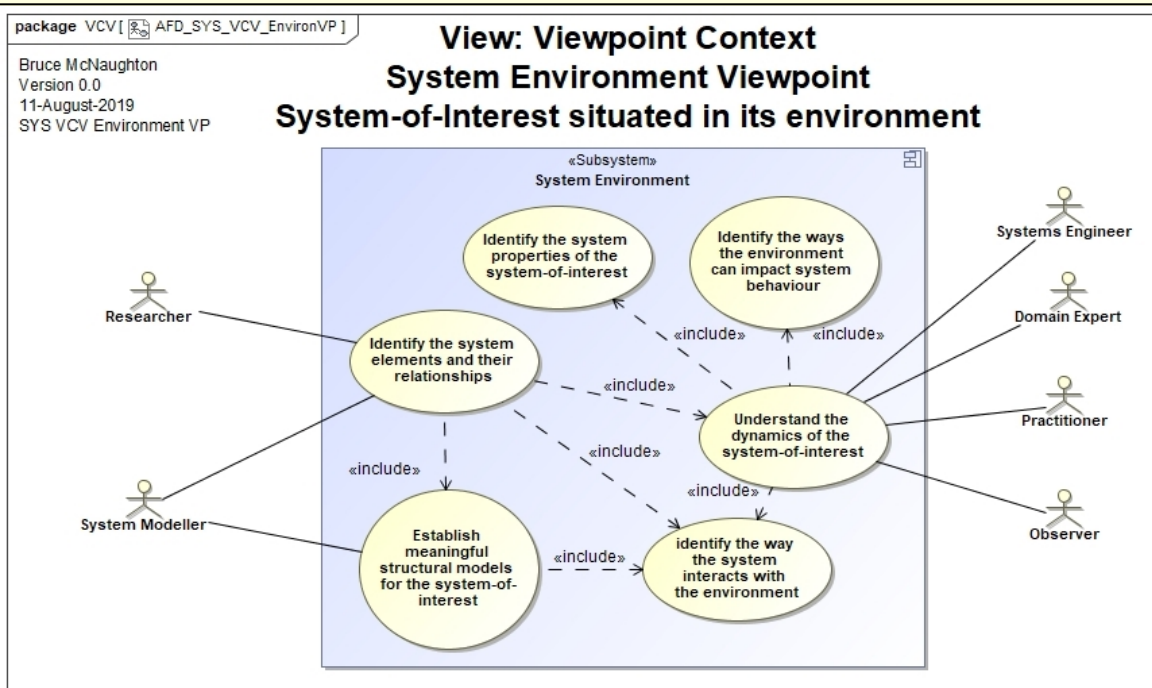 package VCV [ AFD_SYS_VCV_EnvironVP ]
View: Viewpoint Context
System Environment Viewpoint
System-of-Interest situated in its environment
Bruce McNaughton
Version 0.0
11-August-2019
SYS VCV Environment VP
«Subsystem»
System Environment
Identify the system
properties of the
system-of-interest
Identify the ways
the environment
can impact system
behaviour
Systems Engineer
Researcher
Domain Expert
«include»
«include»
Identify the system
elements and their
relationships
«include»
Understand the
dynamics of the
system-of-interest
Practitioner
«include»
«include»
«include»
System Modeller
Observer
Establish
meaningful
structural models
for the system-of-
interest
«include»
identify the way
the system
interacts with
the environment